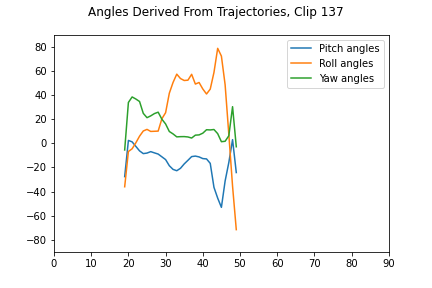 Angles Derived From Trajectories, Clip 137
Pitch angles
Roll angles
Yaw angles
80
60
40
20
0
−20
−40
−60
−80
0 10 20 30 40 50 60 70 80 90